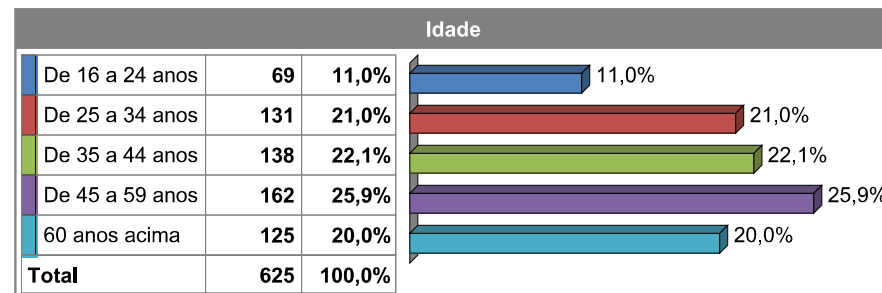 Idade
De 16 a 24 anos 69 11,0% 11,0%
De 25 a 34 anos 131 21,0% 21,0%
De 35 a 44 anos 138 22,1% 22,1%
De 45 a 59 anos 162 25,9% 25,9%
60 anos acima 125 20,0% 20,0%
Total 625 100,0%